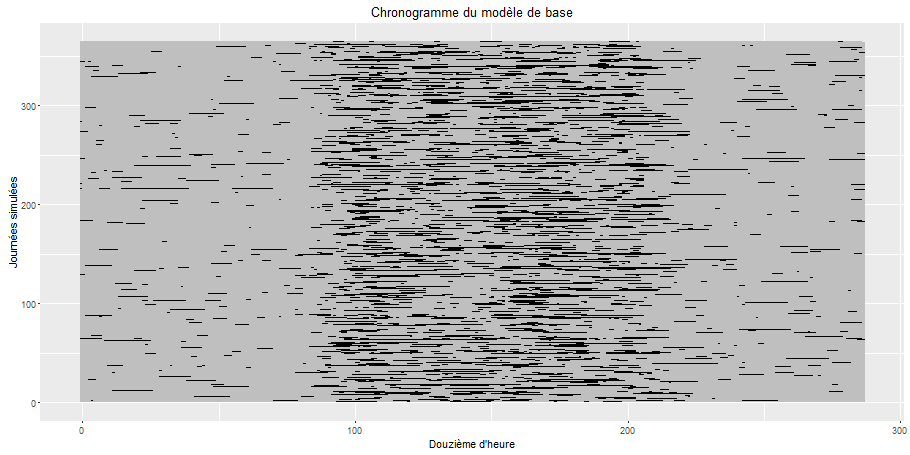 Chronogramme du modèle de base
Journées simulées
300
200
100
0
0 100 200 300
Douzième d'heure